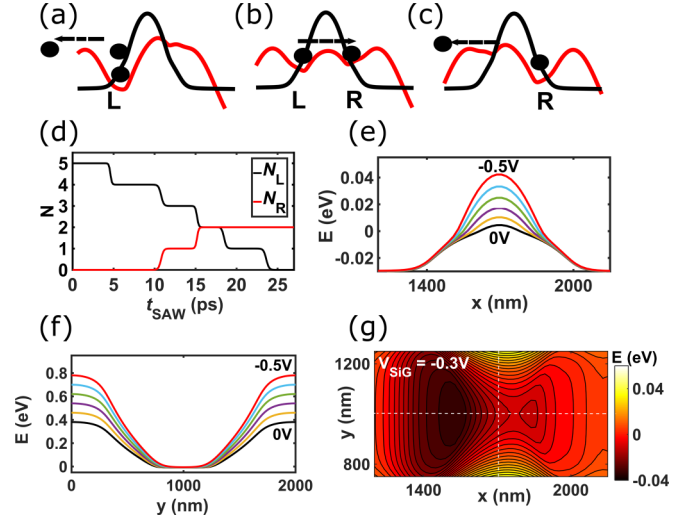 (a) (b) (c)
L L R R
(d) (e)
5
4
3
2
1
0
N
N_L
N_R
0 5 10 15 20 25
t_SAW (ps)
0.04
0.02
0
-0.02
E (eV)
-0.5V
0V
1400 2000
x (nm)
(f) (g)
0.8
0.6
0.4
0.2
0
E (eV)
-0.5V
0V
0 500 1000 1500 2000
y (nm)
V_SiG = -0.3V
1200
800
y (nm)
1400 2000
x (nm)
E (eV)
0.04
0
-0.04